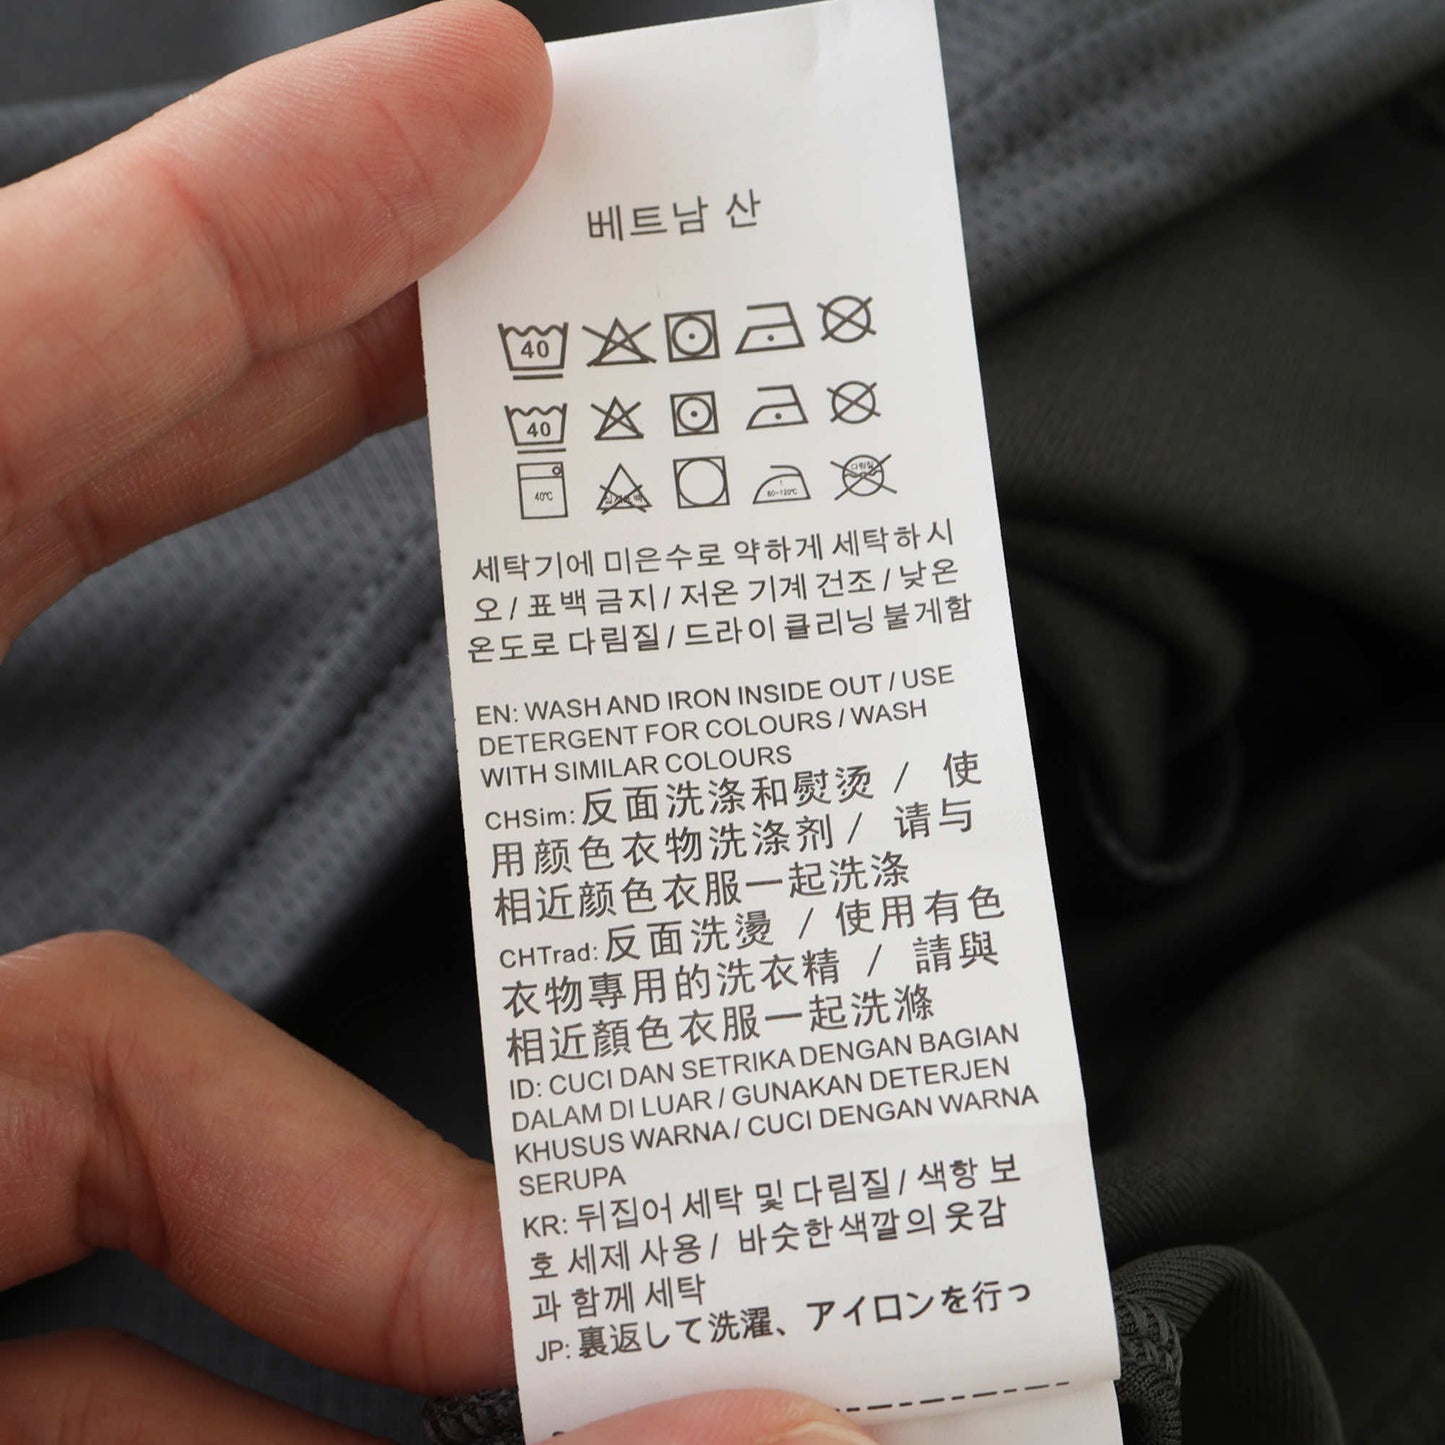 베트남 산
40
40
40℃
1
80~120℃
다림질
세탁기에 미은수로 약하게 세탁하시
오 / 표백 금지 / 저온 기계 건조 / 낮은
온도로 다림질 / 드라이 클리닝 불게함
EN: WASH AND IRON INSIDE OUT / USE
DETERGENT FOR COLOURS / WASH
WITH SIMILAR COLOURS
CHSim: 反面洗涤和熨烫 / 使
用颜色衣物洗涤剂 / 请与
相近颜色衣服一起洗涤
CHTrad: 反面洗燙 / 使用有色
衣物專用的洗衣精 / 請與
相近顏色衣服一起洗滌
ID: CUCI DAN SETRIKA DENGAN BAGIAN
DALAM DI LUAR / GUNAKAN DETERJEN
KHUSUS WARNA / CUCI DENGAN WARNA
SERUPA
KR: 뒤집어 세탁 및 다림질 / 색항 보
호 세제 사용 / 바슷한색깔의 웃감
과 함께 세탁
JP: 裏返して洗濯、アイロンを行っ